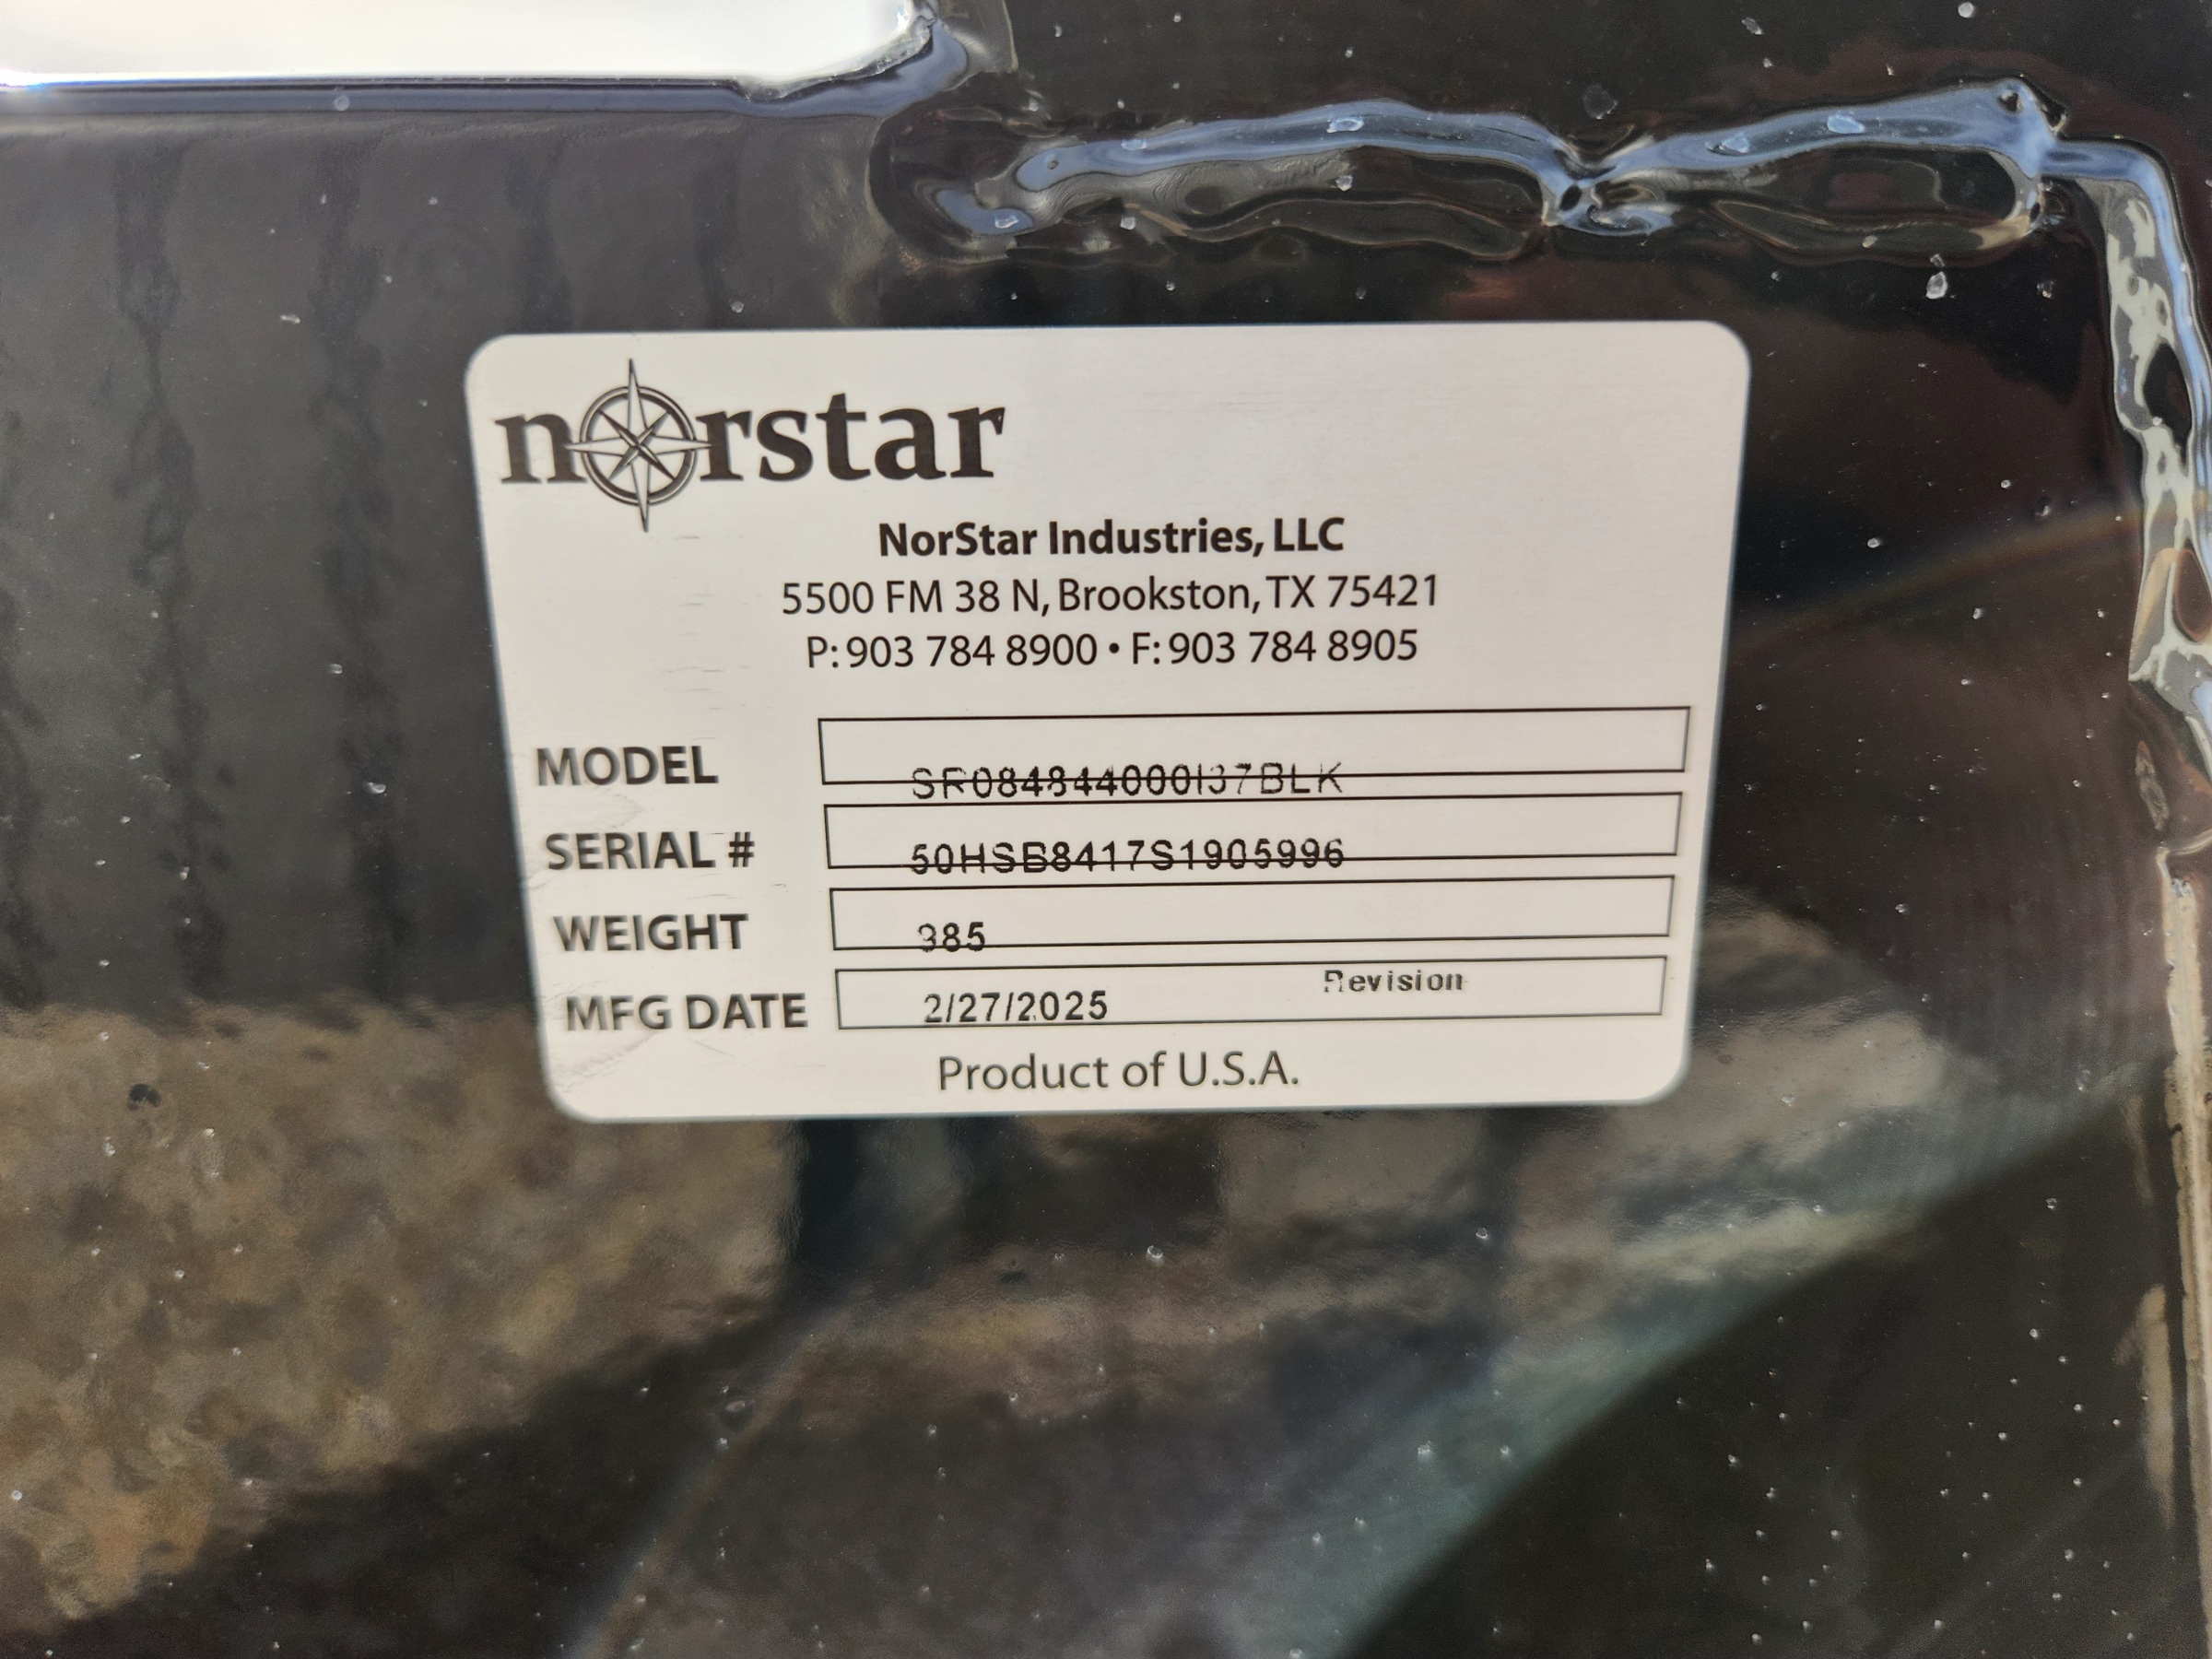 norstar
NorStar Industries, LLC
5500 FM 38 N, Brookston, TX 75421
P: 903 784 8900 • F: 903 784 8905
MODEL SR084844000I37BLK
SERIAL # 50HSB8417S1905996
WEIGHT 385
Revision
MFG DATE 2/27/2025
Product of U.S.A.